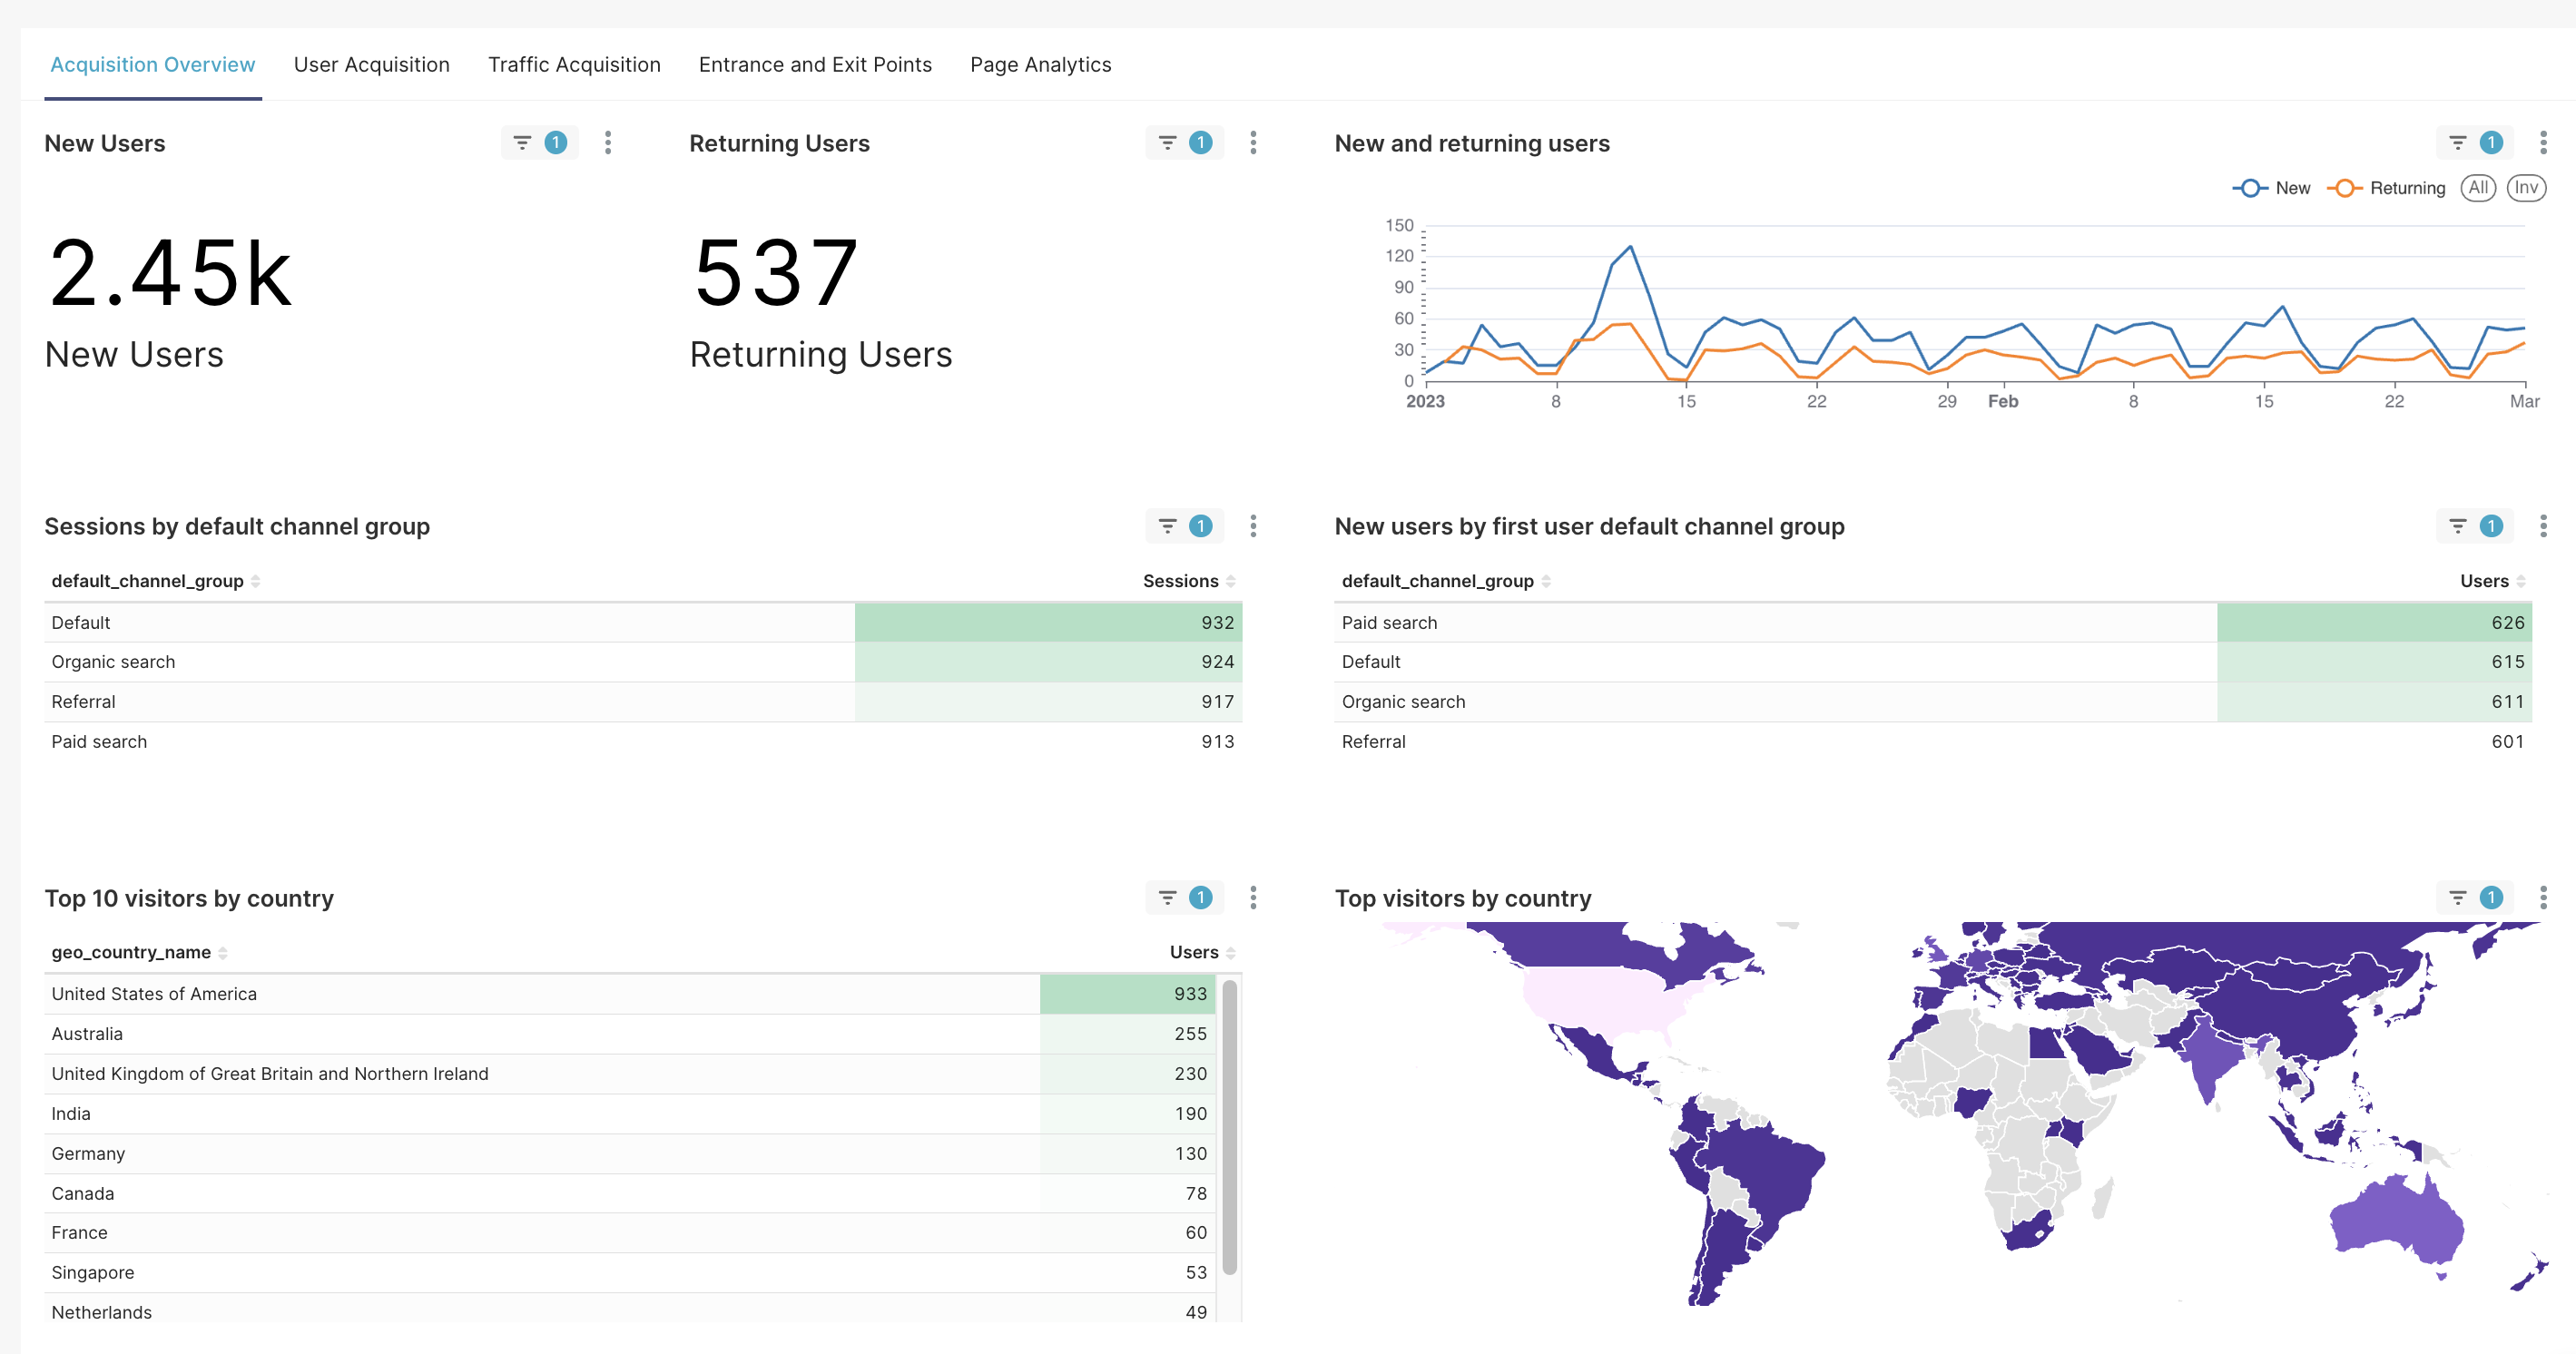 Acquisition Overview User Acquisition Traffic Acquisition Entrance and Exit Points Page Analytics
New Users 1
2.45k
New Users
Returning Users 1
537
Returning Users
New and returning users 1
New Returning All Inv
150
120
90
60
30
0
2023 8 15 22 29 Feb 8 15 22 Mar
Sessions by default channel group 1
default_channel_group Sessions
Default 932
Organic search 924
Referral 917
Paid search 913
New users by first user default channel group 1
default_channel_group Users
Paid search 626
Default 615
Organic search 611
Referral 601
Top 10 visitors by country 1
geo_country_name Users
United States of America 933
Australia 255
United Kingdom of Great Britain and Northern Ireland 230
India 190
Germany 130
Canada 78
France 60
Singapore 53
Netherlands 49
Top visitors by country 1